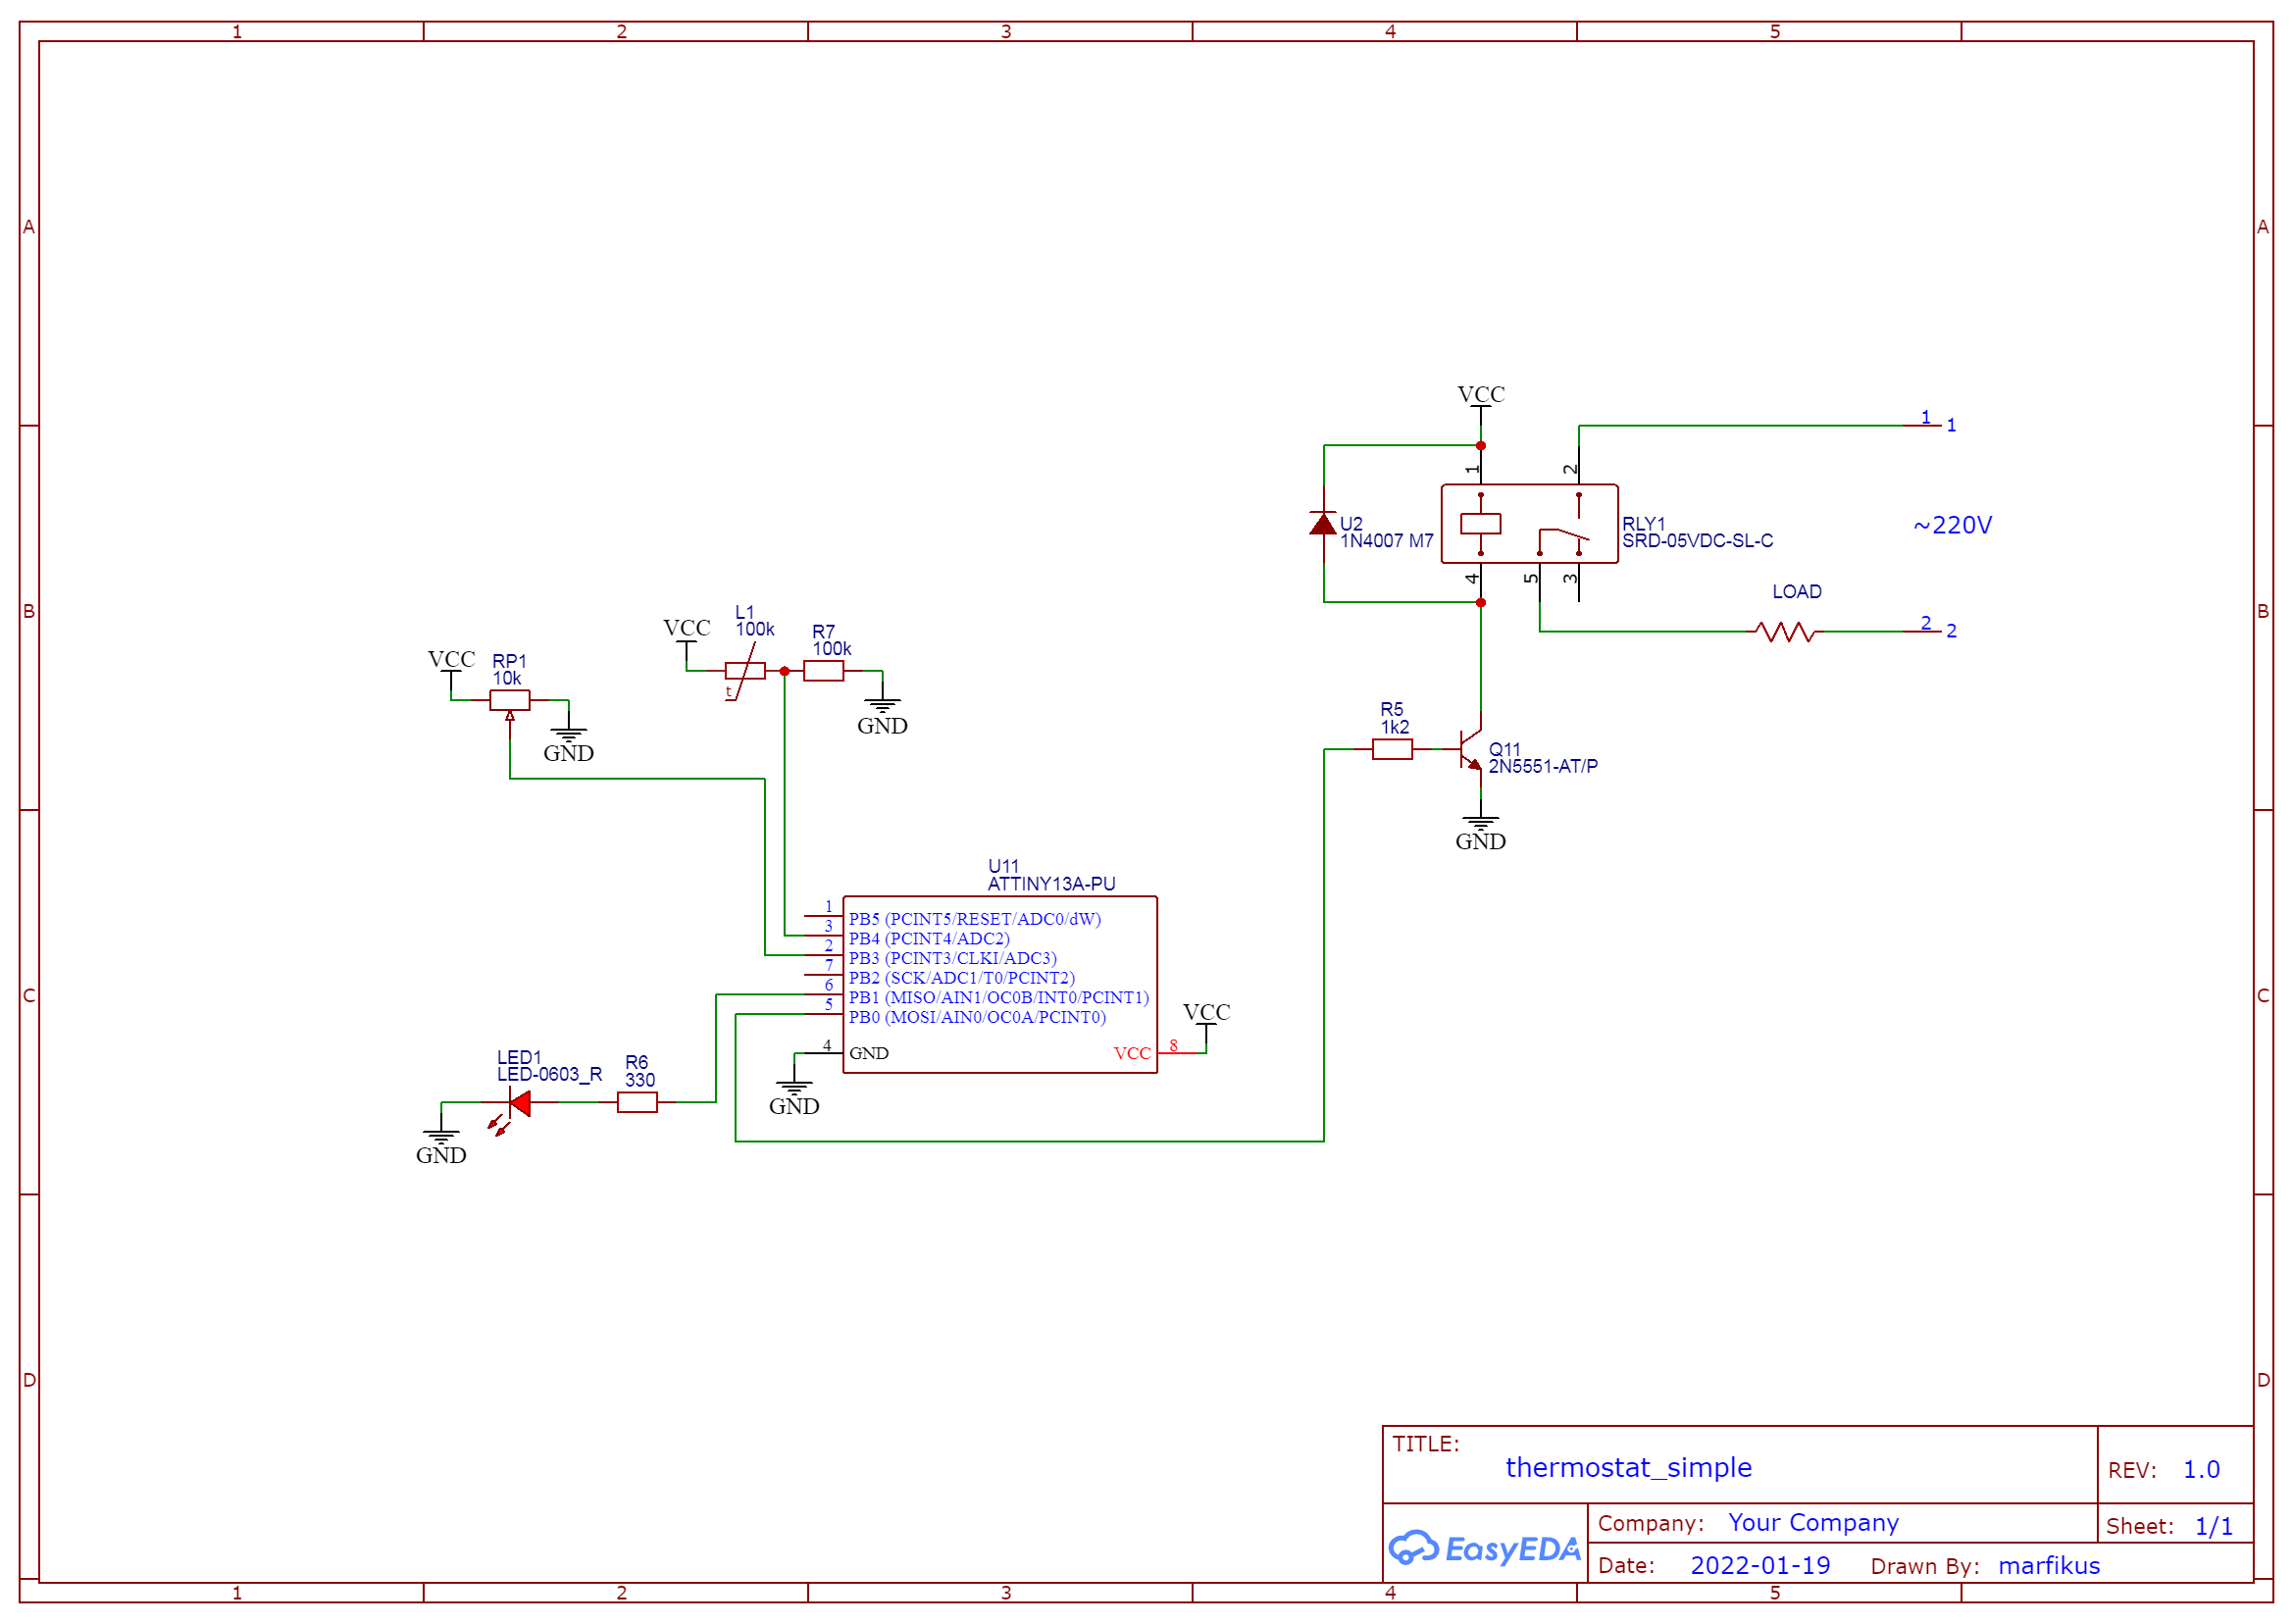 1 2 3 4 5
A A
VCC
1 1
1 2
U2
1N4007 M7
RLY1
SRD-05VDC-SL-C
~220V
4 5 3
LOAD
2 2
B B
VCC
L1
100k
R7
100k
t
GND
VCC
RP1
10k
GND
R5
1k2
Q11
2N5551-AT/P
GND
U11
ATTINY13A-PU
1 PB5 (PCINT5/RESET/ADC0/dW)
3 PB4 (PCINT4/ADC2)
2 PB3 (PCINT3/CLKI/ADC3)
7 PB2 (SCK/ADC1/T0/PCINT2)
6 PB1 (MISO/AIN1/OC0B/INT0/PCINT1)
5 PB0 (MOSI/AIN0/OC0A/PCINT0)
4 GND
VCC 8
VCC
GND
C C
LED1
LED-0603_R
R6
330
GND
D D
TITLE:
thermostat_simple
REV: 1.0
EasyEDA
Company: Your Company
Sheet: 1/1
Date: 2022-01-19 Drawn By: marfikus
1 2 3 4 5